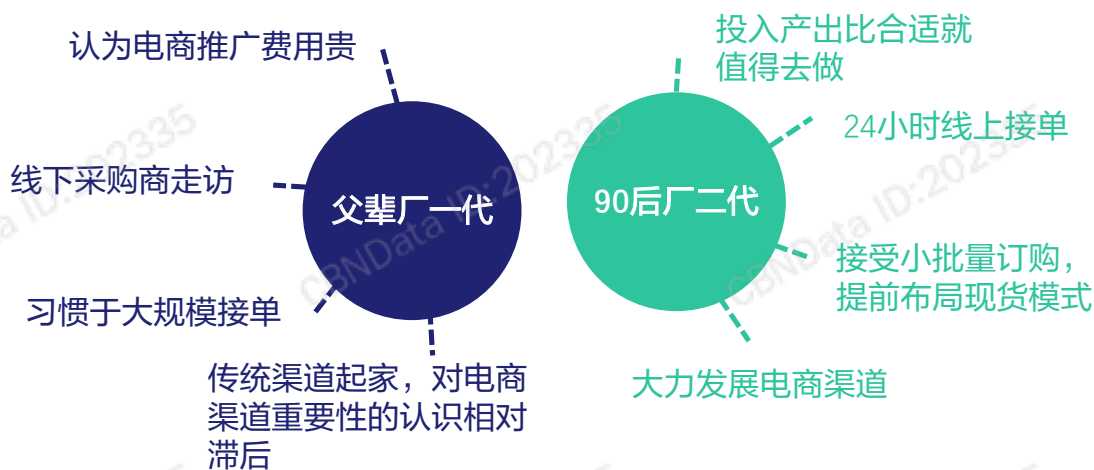 认为电商推广费用贵
线下采购商走访
父辈厂一代
习惯于大规模接单
传统渠道起家，对电商
渠道重要性的认识相对
滞后
投入产出比合适就
值得去做
24小时线上接单
90后厂二代
接受小批量订购，
提前布局现货模式
大力发展电商渠道
CBNData ID:202335
CBNData ID:202335